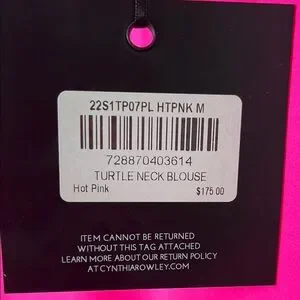 22S1TP07PL HTPNK M
728870403614
TURTLE NECK BLOUSE
Hot Pink $175.00
ITEM CANNOT BE RETURNED
WITHOUT THIS TAG ATTACHED
LEARN MORE ABOUT OUR RETURN POLICY
AT CYNTHIAROWLEY.COM